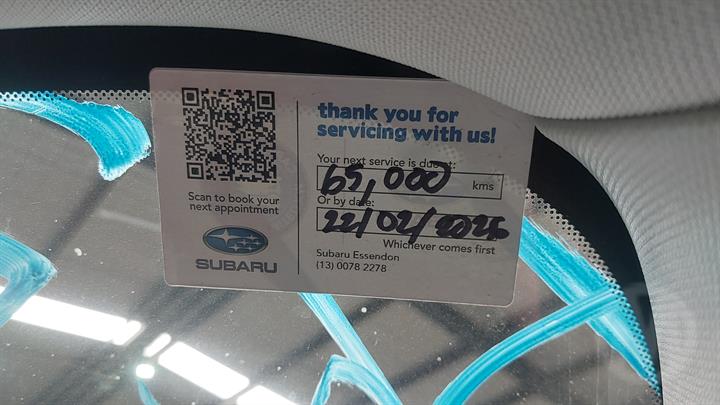 thank you for
servicing with us!
Your next service is due at:
65,000 kms
Or by date:
22/02/2026
Whichever comes first
Subaru Essendon
(13) 0078 2278
Scan to book your
next appointment
SUBARU